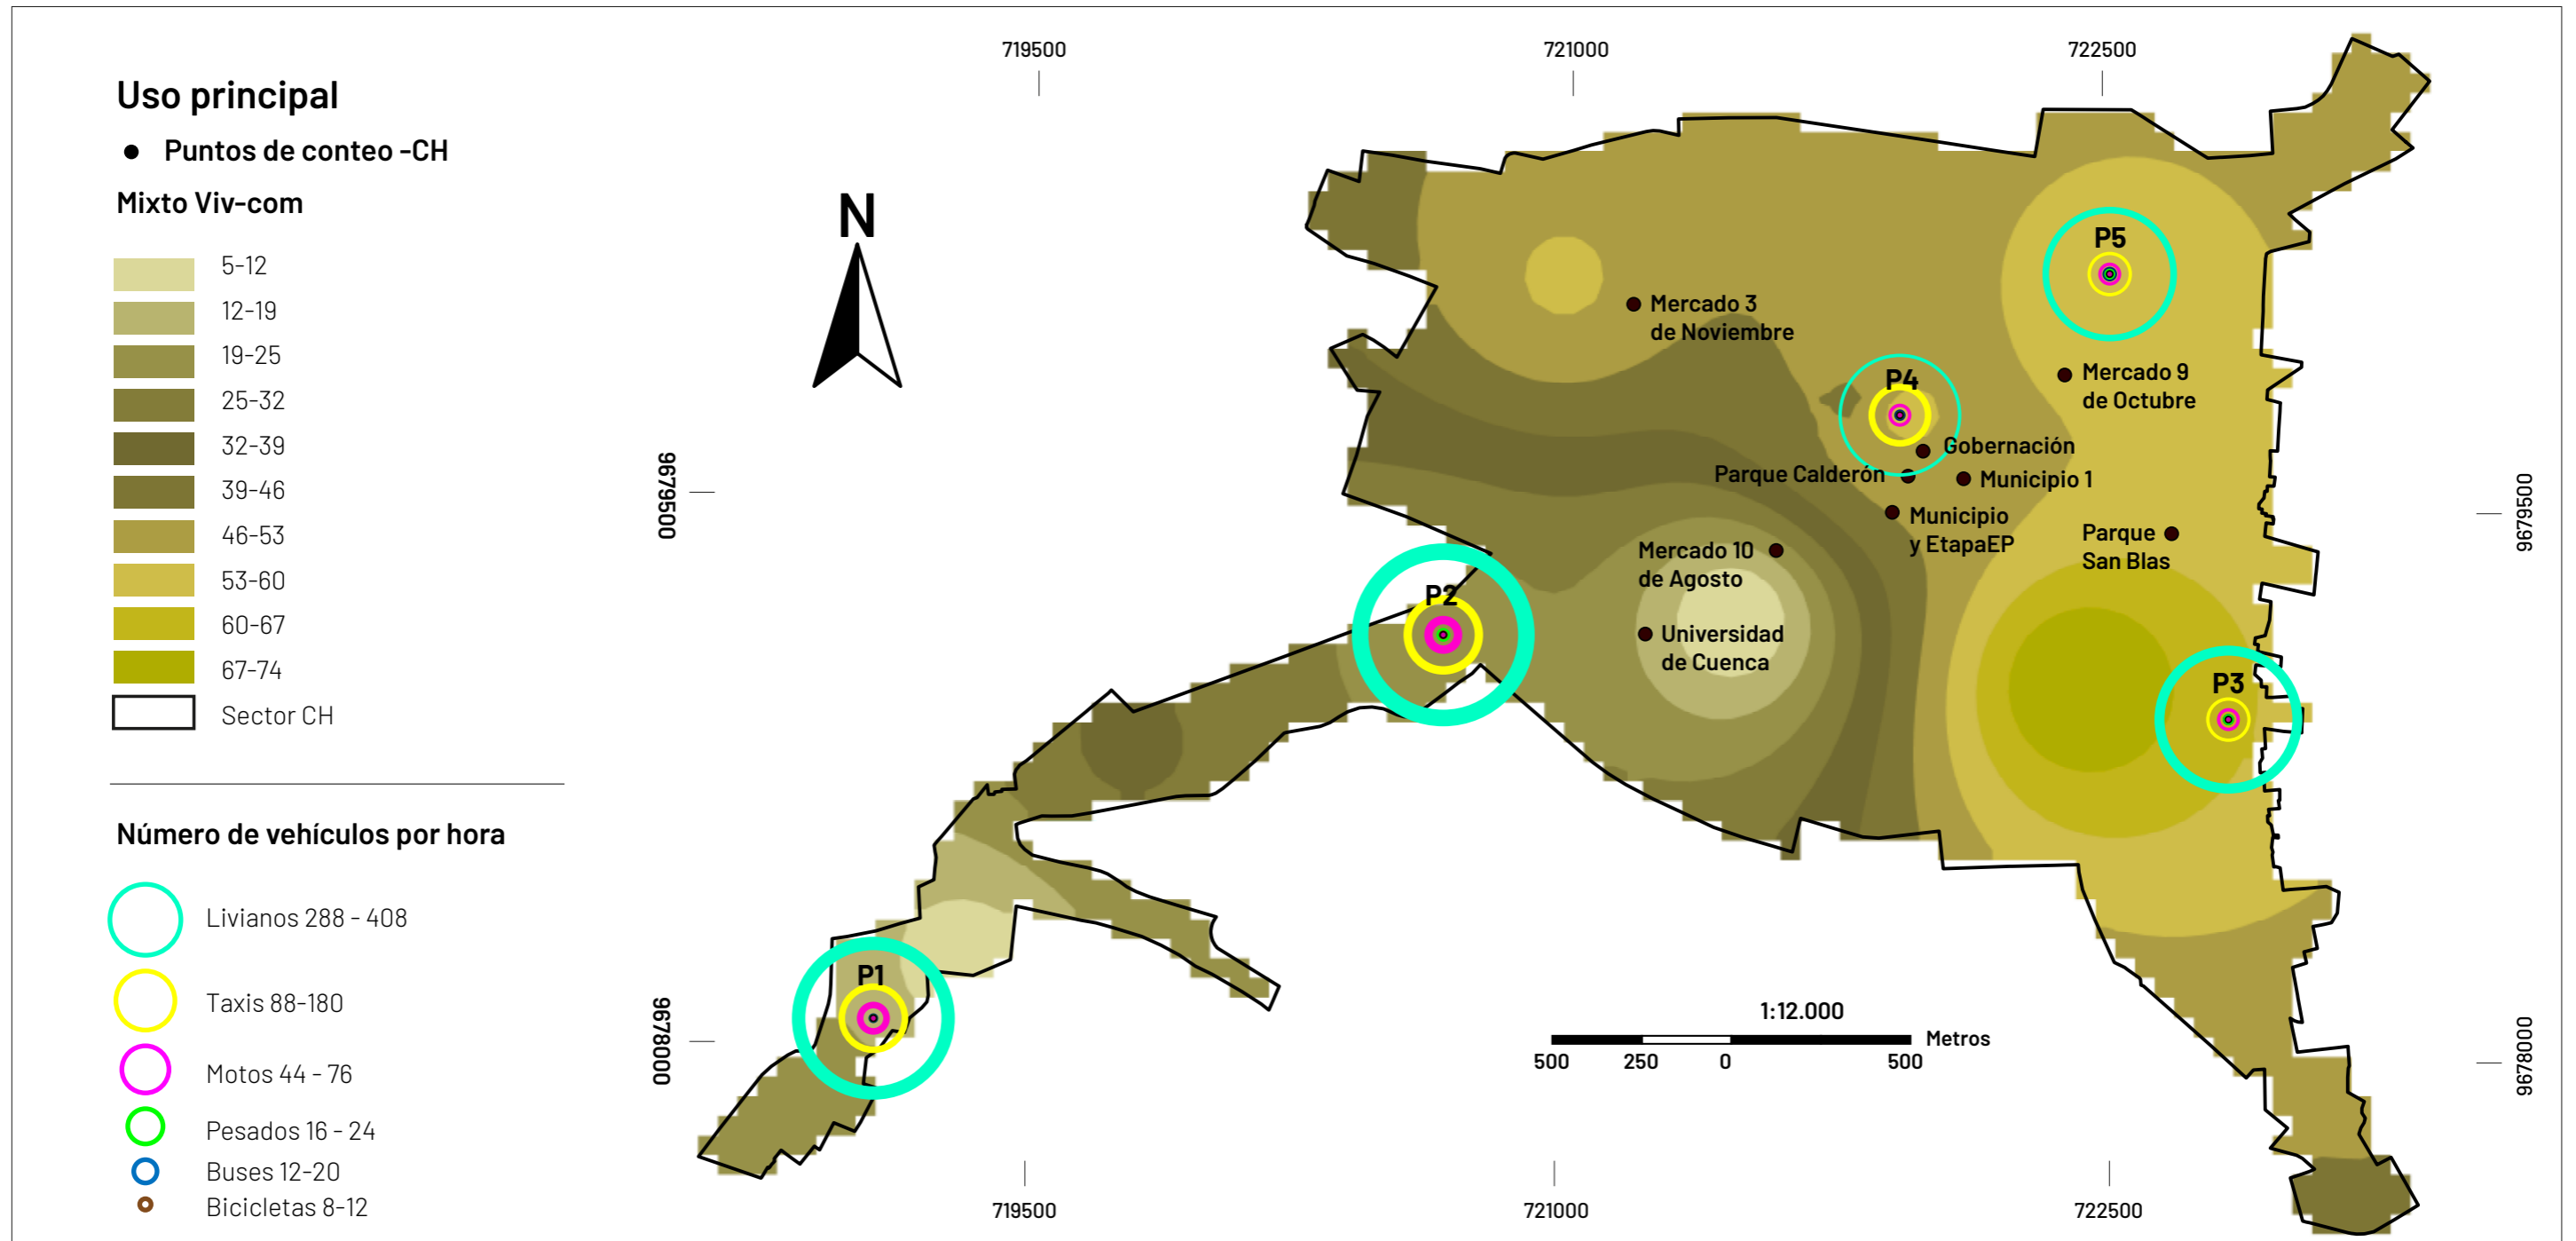 719500
721000
722500
Uso principal
Puntos de conteo -CH
Mixto Viv-com
5-12
12-19
19-25
25-32
32-39
39-46
46-53
53-60
60-67
67-74
Sector CH
Número de vehículos por hora
Livianos 288 - 408
Taxis 88-180
Motos 44 - 76
Pesados 16 - 24
Buses 12-20
Bicicletas 8-12
N
P5
Mercado 3
de Noviembre
P4
Mercado 9
de Octubre
Gobernación
Parque Calderón
Municipio 1
9679500
9679500
Municipio
y EtapaEP
Parque
San Blas
Mercado 10
de Agosto
P2
Universidad
de Cuenca
P3
P1
1:12.000
Metros
500
250
0
500
9678000
9678000
719500
721000
722500